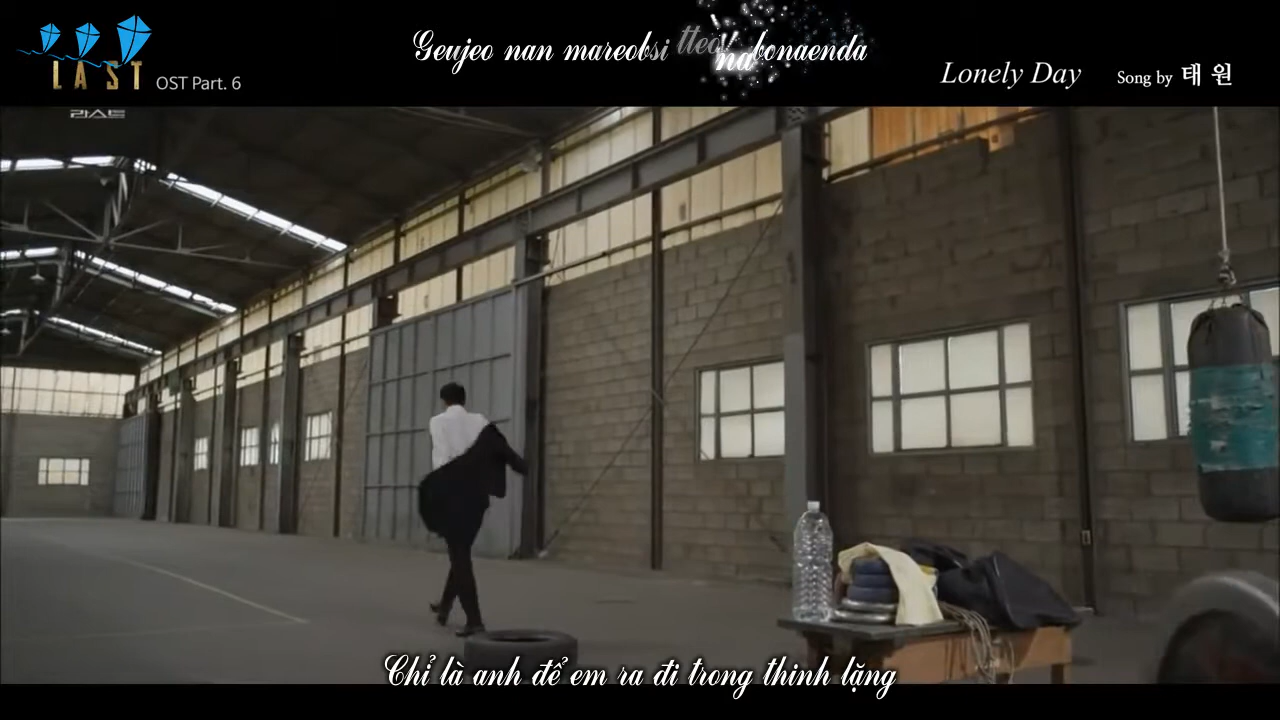 Geujeo nan mareobsi tteona bonaenda
LAST OST Part. 6
Lonely Day Song by 태 원
라스트
Chỉ là anh để em ra đi trong thinh lặng